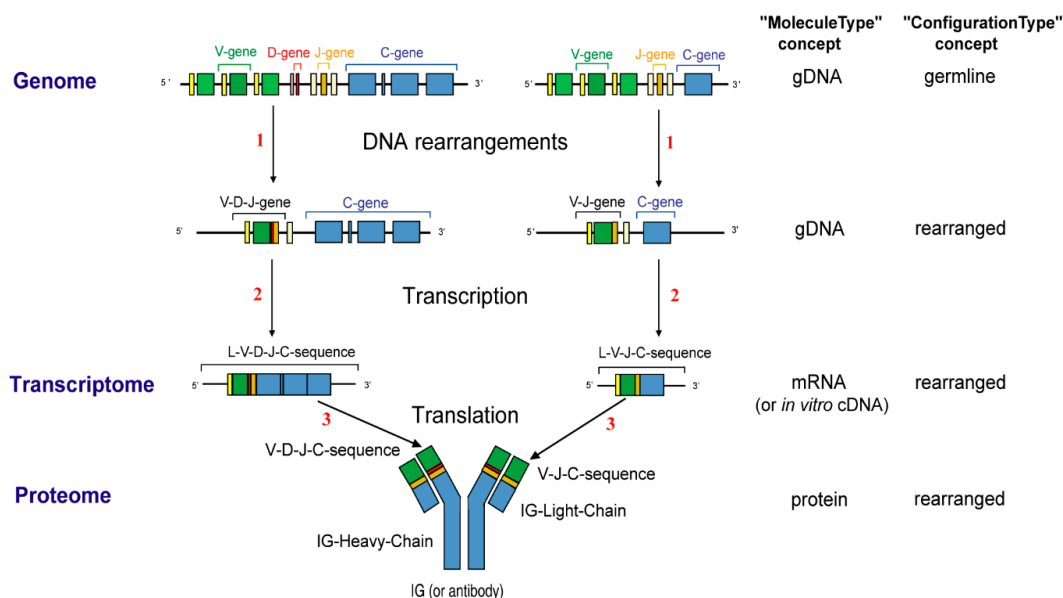 "MoleculeType" concept
"ConfigurationType" concept
V-gene
D-gene
J-gene
C-gene
V-gene
J-gene
C-gene
Genome
5 '
3'
5 '
3'
gDNA
germline
1
DNA rearrangements
1
V-D-J-gene
C-gene
V-J-gene
C-gene
5'
3'
5'
3'
gDNA
rearranged
2
Transcription
2
L-V-D-J-C-sequence
L-V-J-C-sequence
Transcriptome
5'
3'
5'
3'
mRNA
(or in vitro cDNA)
rearranged
3
Translation
3
V-D-J-C-sequence
V-J-C-sequence
Proteome
IG-Light-Chain
protein
rearranged
IG-Heavy-Chain
IG (or antibody)